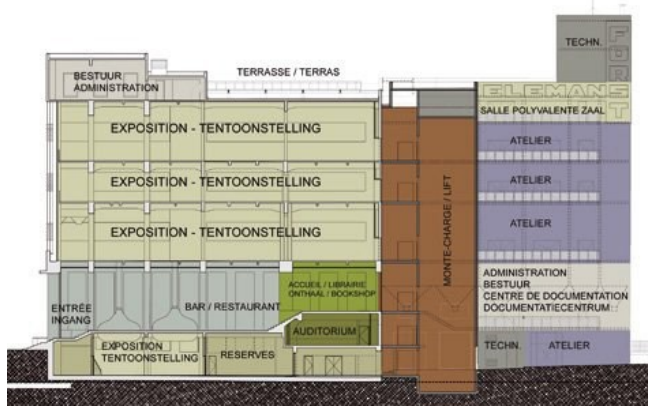 TECHN.
FORST
BESTUUR
ADMINISTRATION
TERRASSE / TERRAS
ELEMANS
SALLE POLYVALENTE ZAAL
EXPOSITION - TENTOONSTELLING
ATELIER
EXPOSITION - TENTOONSTELLING
ATELIER
EXPOSITION - TENTOONSTELLING
ATELIER
MONTE-CHARGE / LIFT
ENTRÉE
INGANG
BAR / RESTAURANT
ACCUEIL / LIBRAIRIE
ONTHAAL / BOOKSHOP
ADMINISTRATION
BESTUUR
CENTRE DE DOCUMENTATION
DOCUMENTATIECENTRUM
AUDITORIUM
EXPOSITION
TENTOONSTELLING
RESERVES
TECHN.
ATELIER